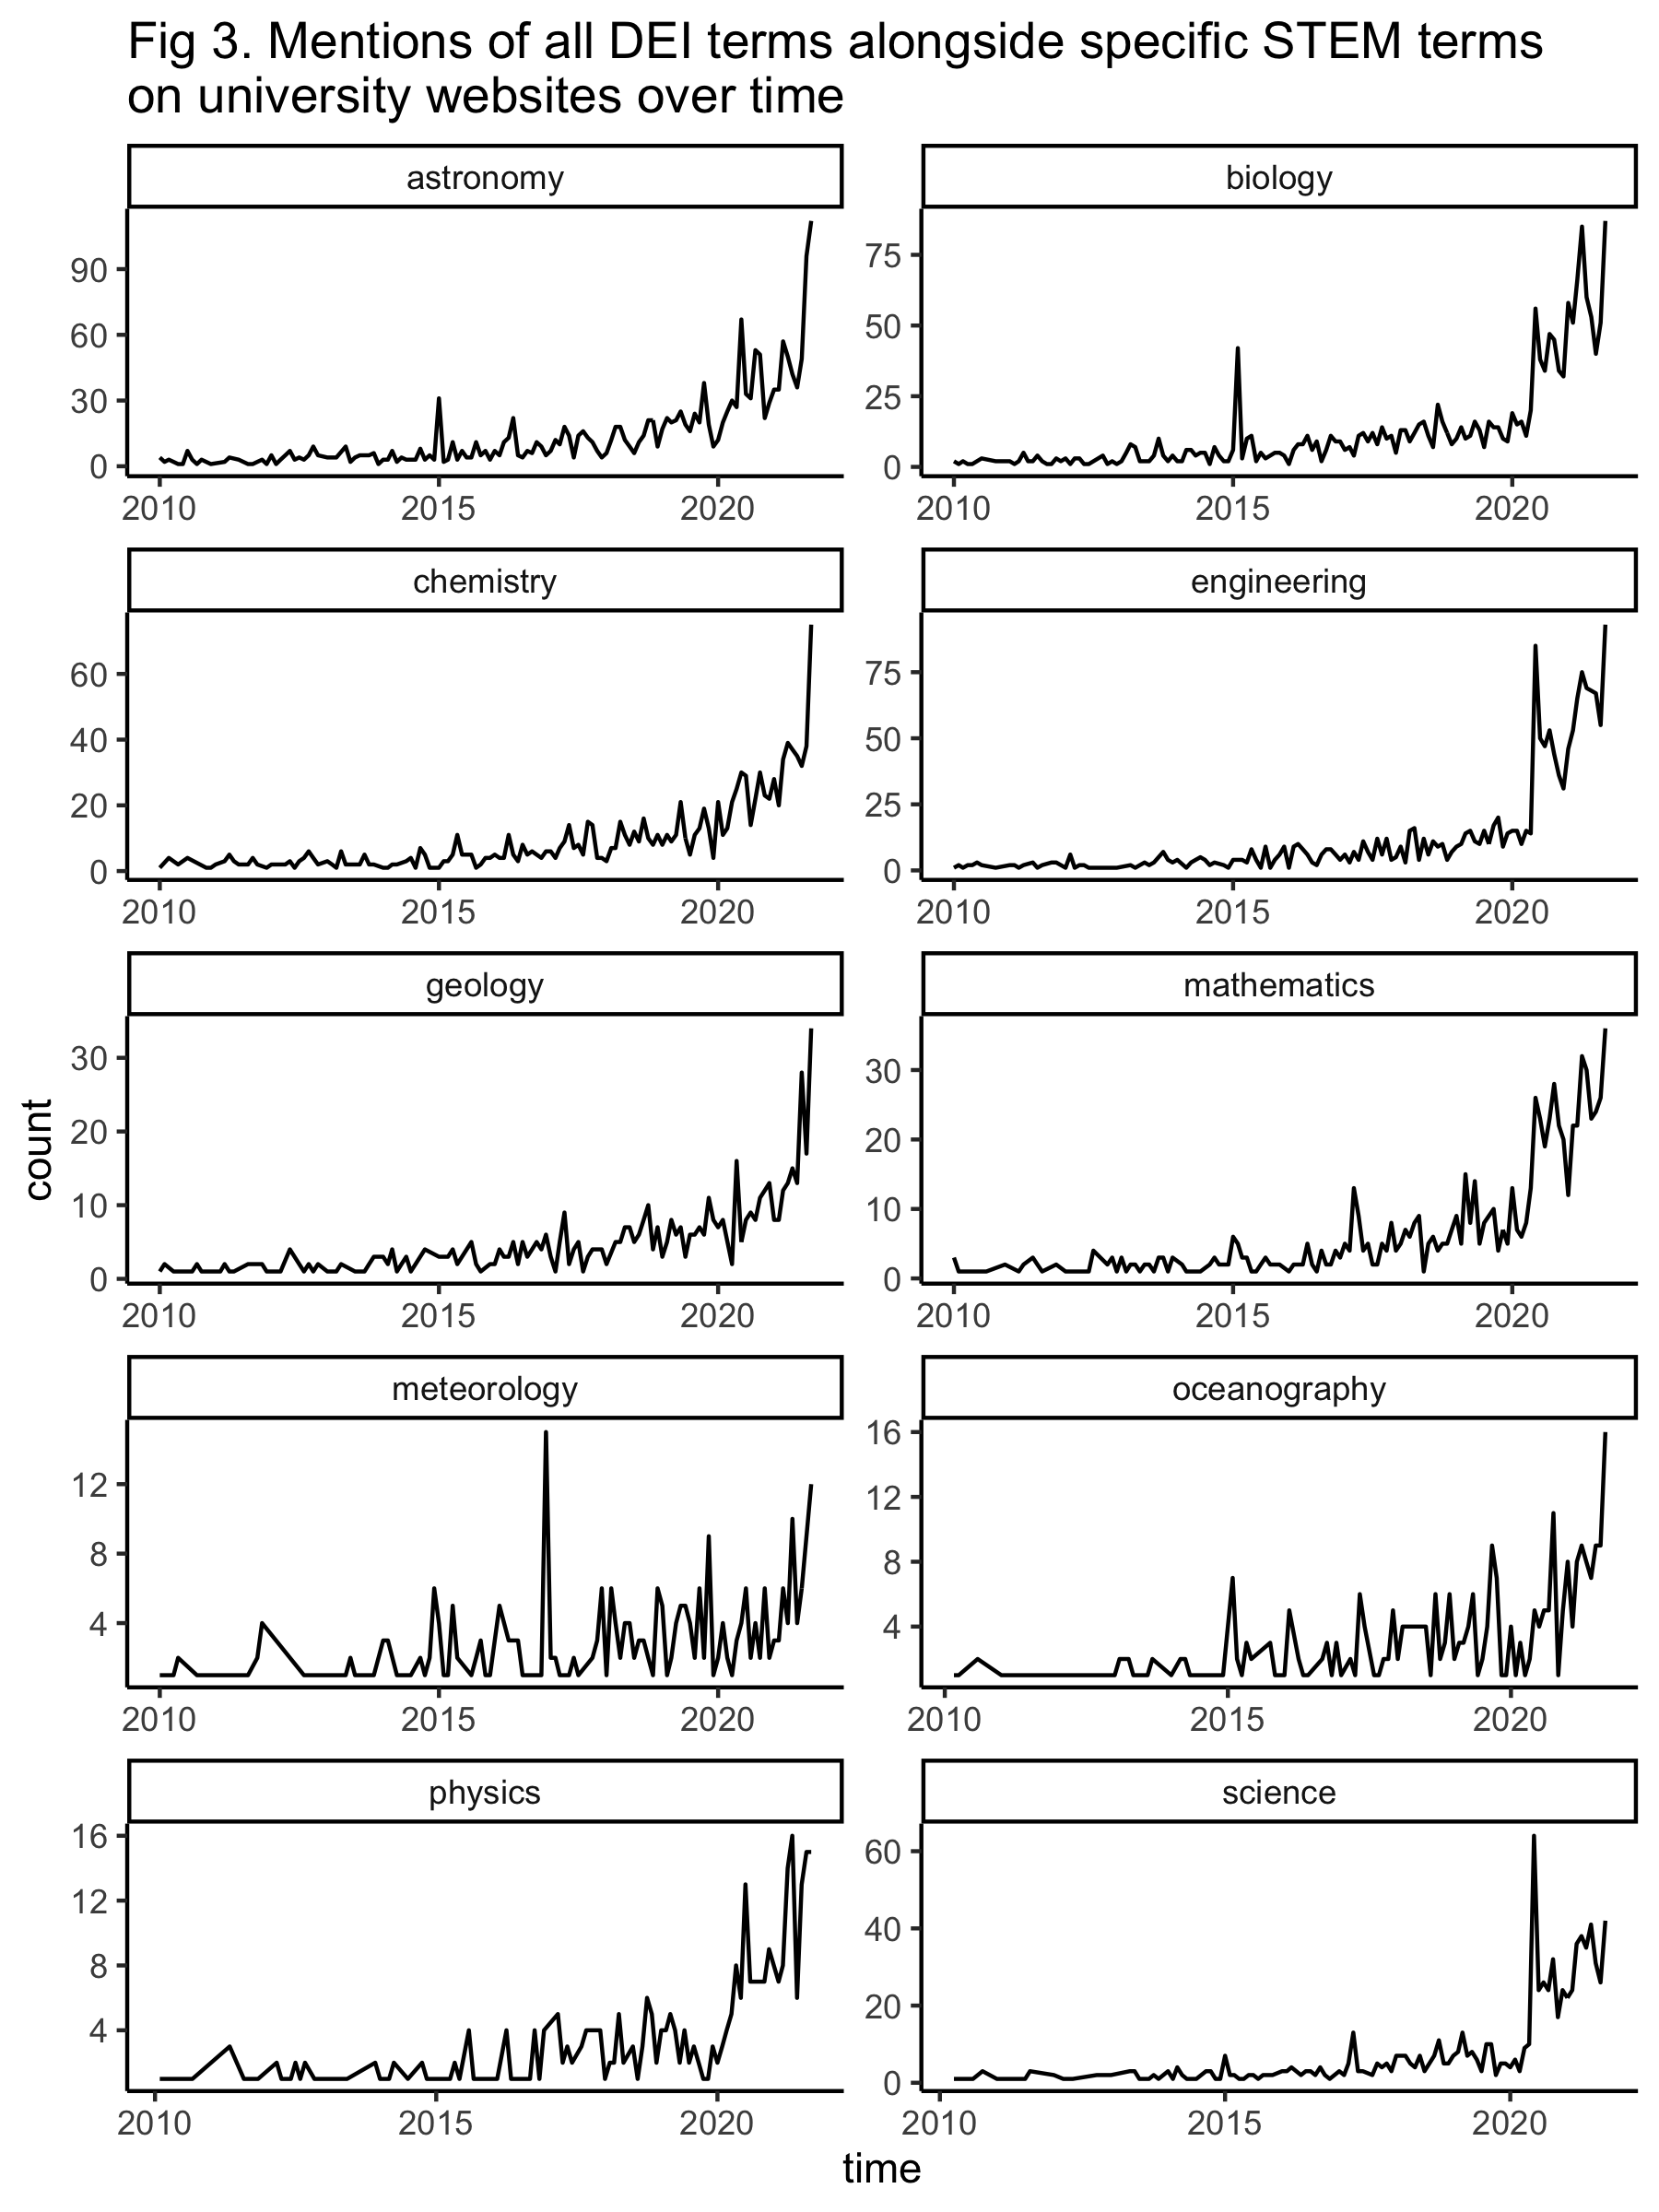 Fig 3. Mentions of all DEI terms alongside specific STEM terms
on university websites over time
astronomy
90
60
30
0
2010 2015 2020
biology
75
50
25
0
2010 2015 2020
chemistry
60
40
20
0
2010 2015 2020
engineering
75
50
25
0
2010 2015 2020
count
geology
30
20
10
0
2010 2015 2020
mathematics
30
20
10
0
2010 2015 2020
meteorology
12
8
4
2010 2015 2020
oceanography
16
12
8
4
2010 2015 2020
physics
16
12
8
4
2010 2015 2020
science
60
40
20
0
2010 2015 2020
time